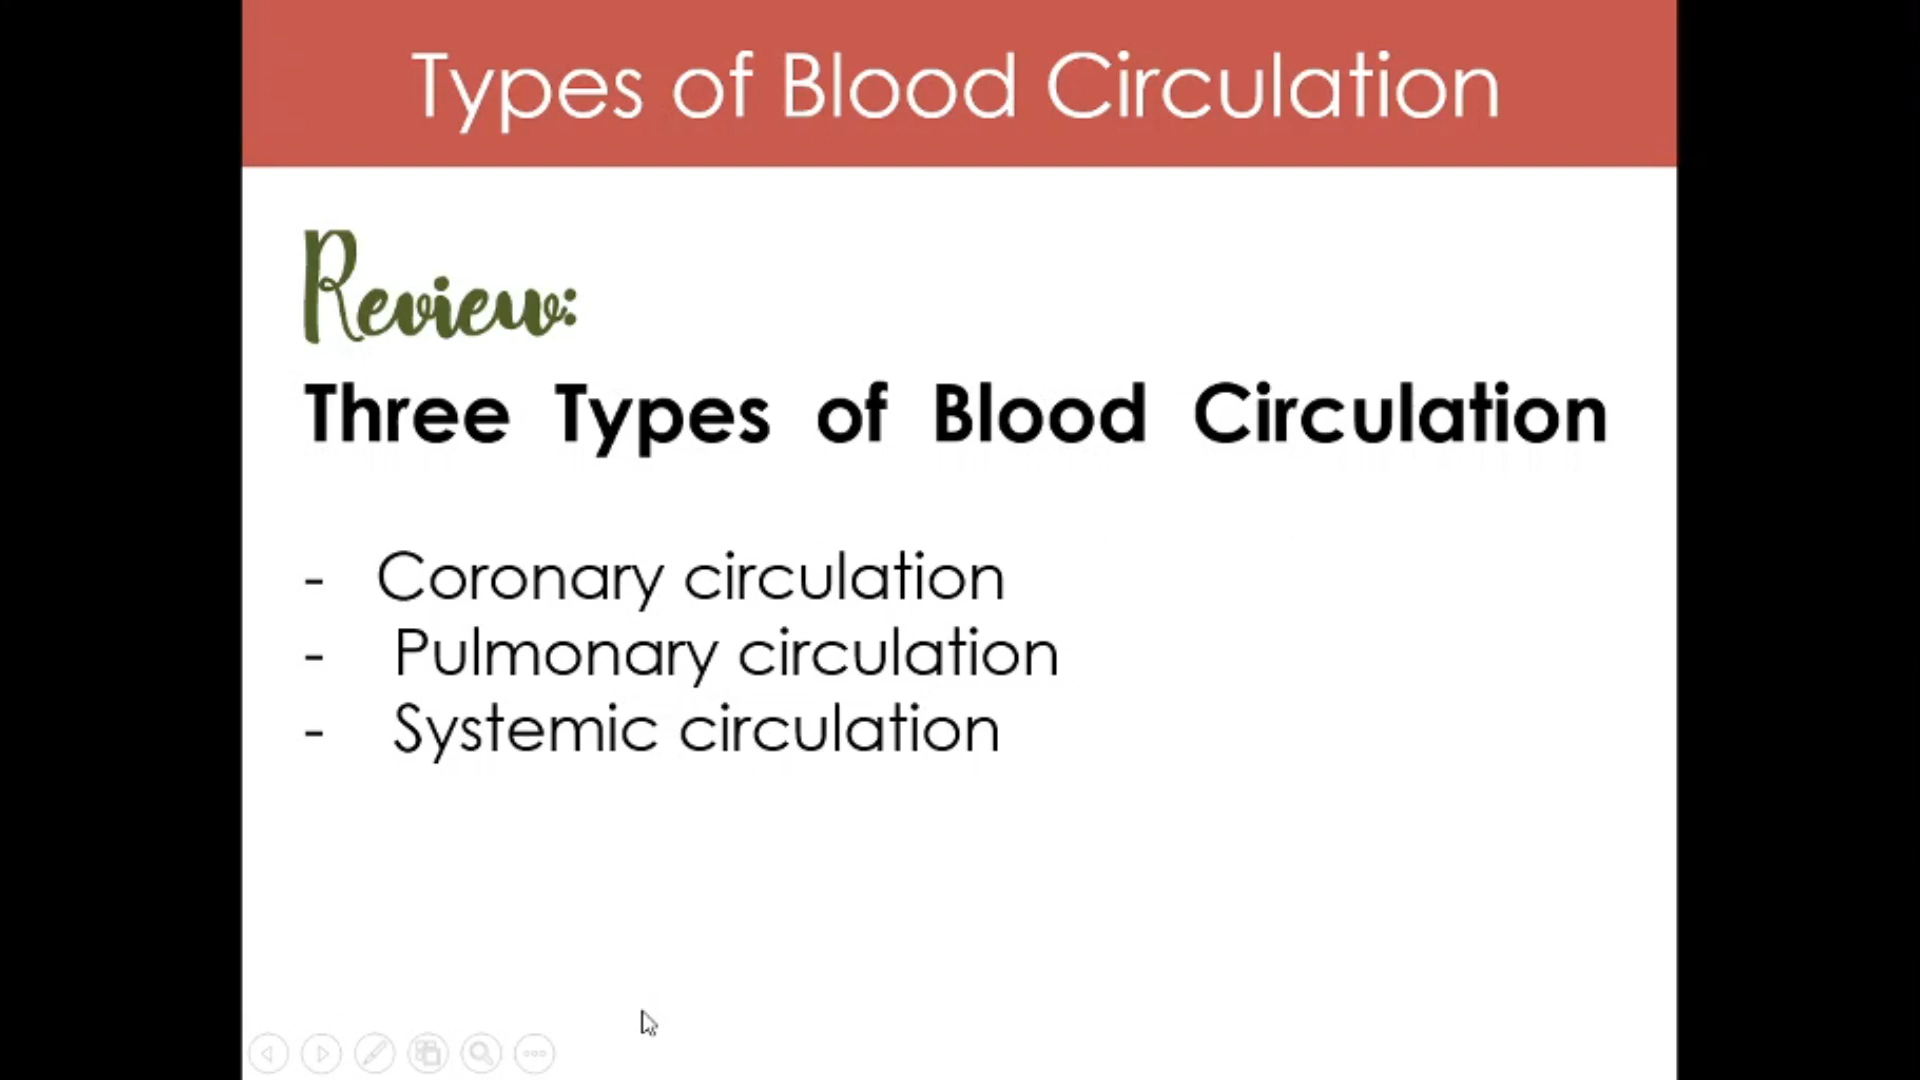 Types of Blood Circulation
Review:
Three Types of Blood Circulation
- Coronary circulation
- Pulmonary circulation
- Systemic circulation